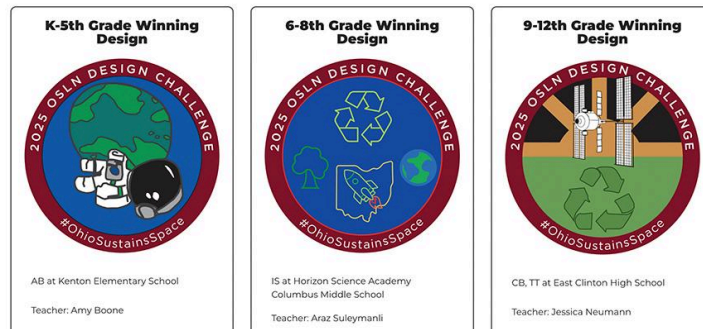 K-5th Grade Winning
Design
2025 OSLN DESIGN CHALLENGE
#OhioSustainsSpace
AB at Kenton Elementary School
Teacher: Amy Boone
6-8th Grade Winning
Design
2025 OSLN DESIGN CHALLENGE
#OhioSustainsSpace
IS at Horizon Science Academy
Columbus Middle School
Teacher: Araz Suleymanli
9-12th Grade Winning
Design
2025 OSLN DESIGN CHALLENGE
#OhioSustainsSpace
CB, TT at East Clinton High School
Teacher: Jessica Neumann